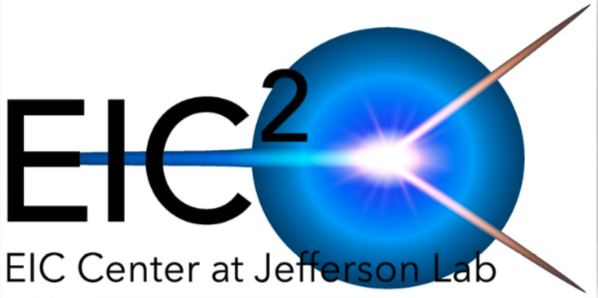 EIC²
EIC Center at Jefferson Lab